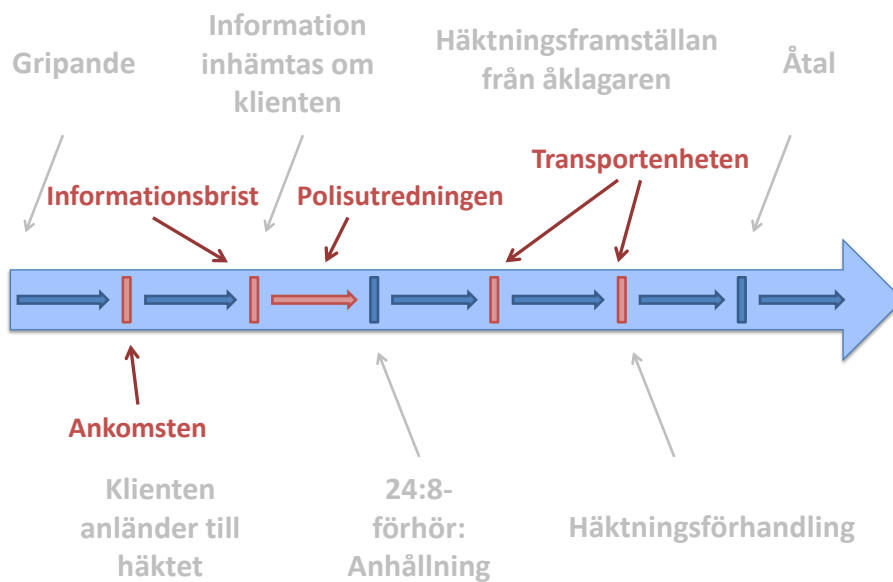 Gripande
Information
inhämtas om
klienten
Häktningsframställan
från åklagaren
Åtal
Informationsbrist
Polisutredningen
Transportenheten
Ankomsten
Klienten
anländer till
häktet
24:8-
förhör:
Anhållning
Häktningsförhandling